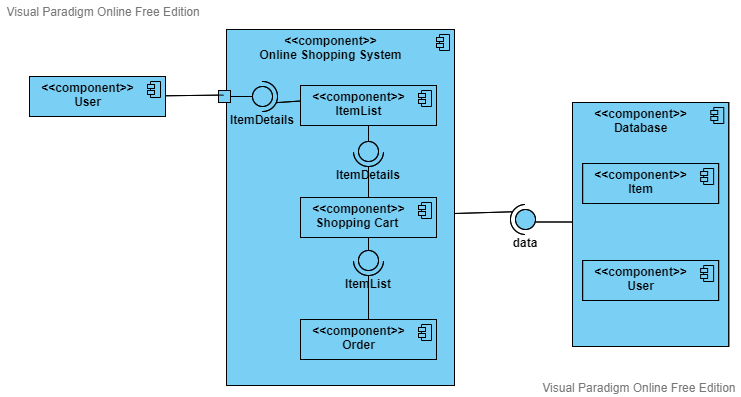 Visual Paradigm Online Free Edition
<<component>>
User
<<component>>
Online Shopping System
ItemDetails
<<component>>
ItemList
ItemDetails
<<component>>
Shopping Cart
ItemList
<<component>>
Order
data
<<component>>
Database
<<component>>
Item
<<component>>
User
Visual Paradigm Online Free Edition